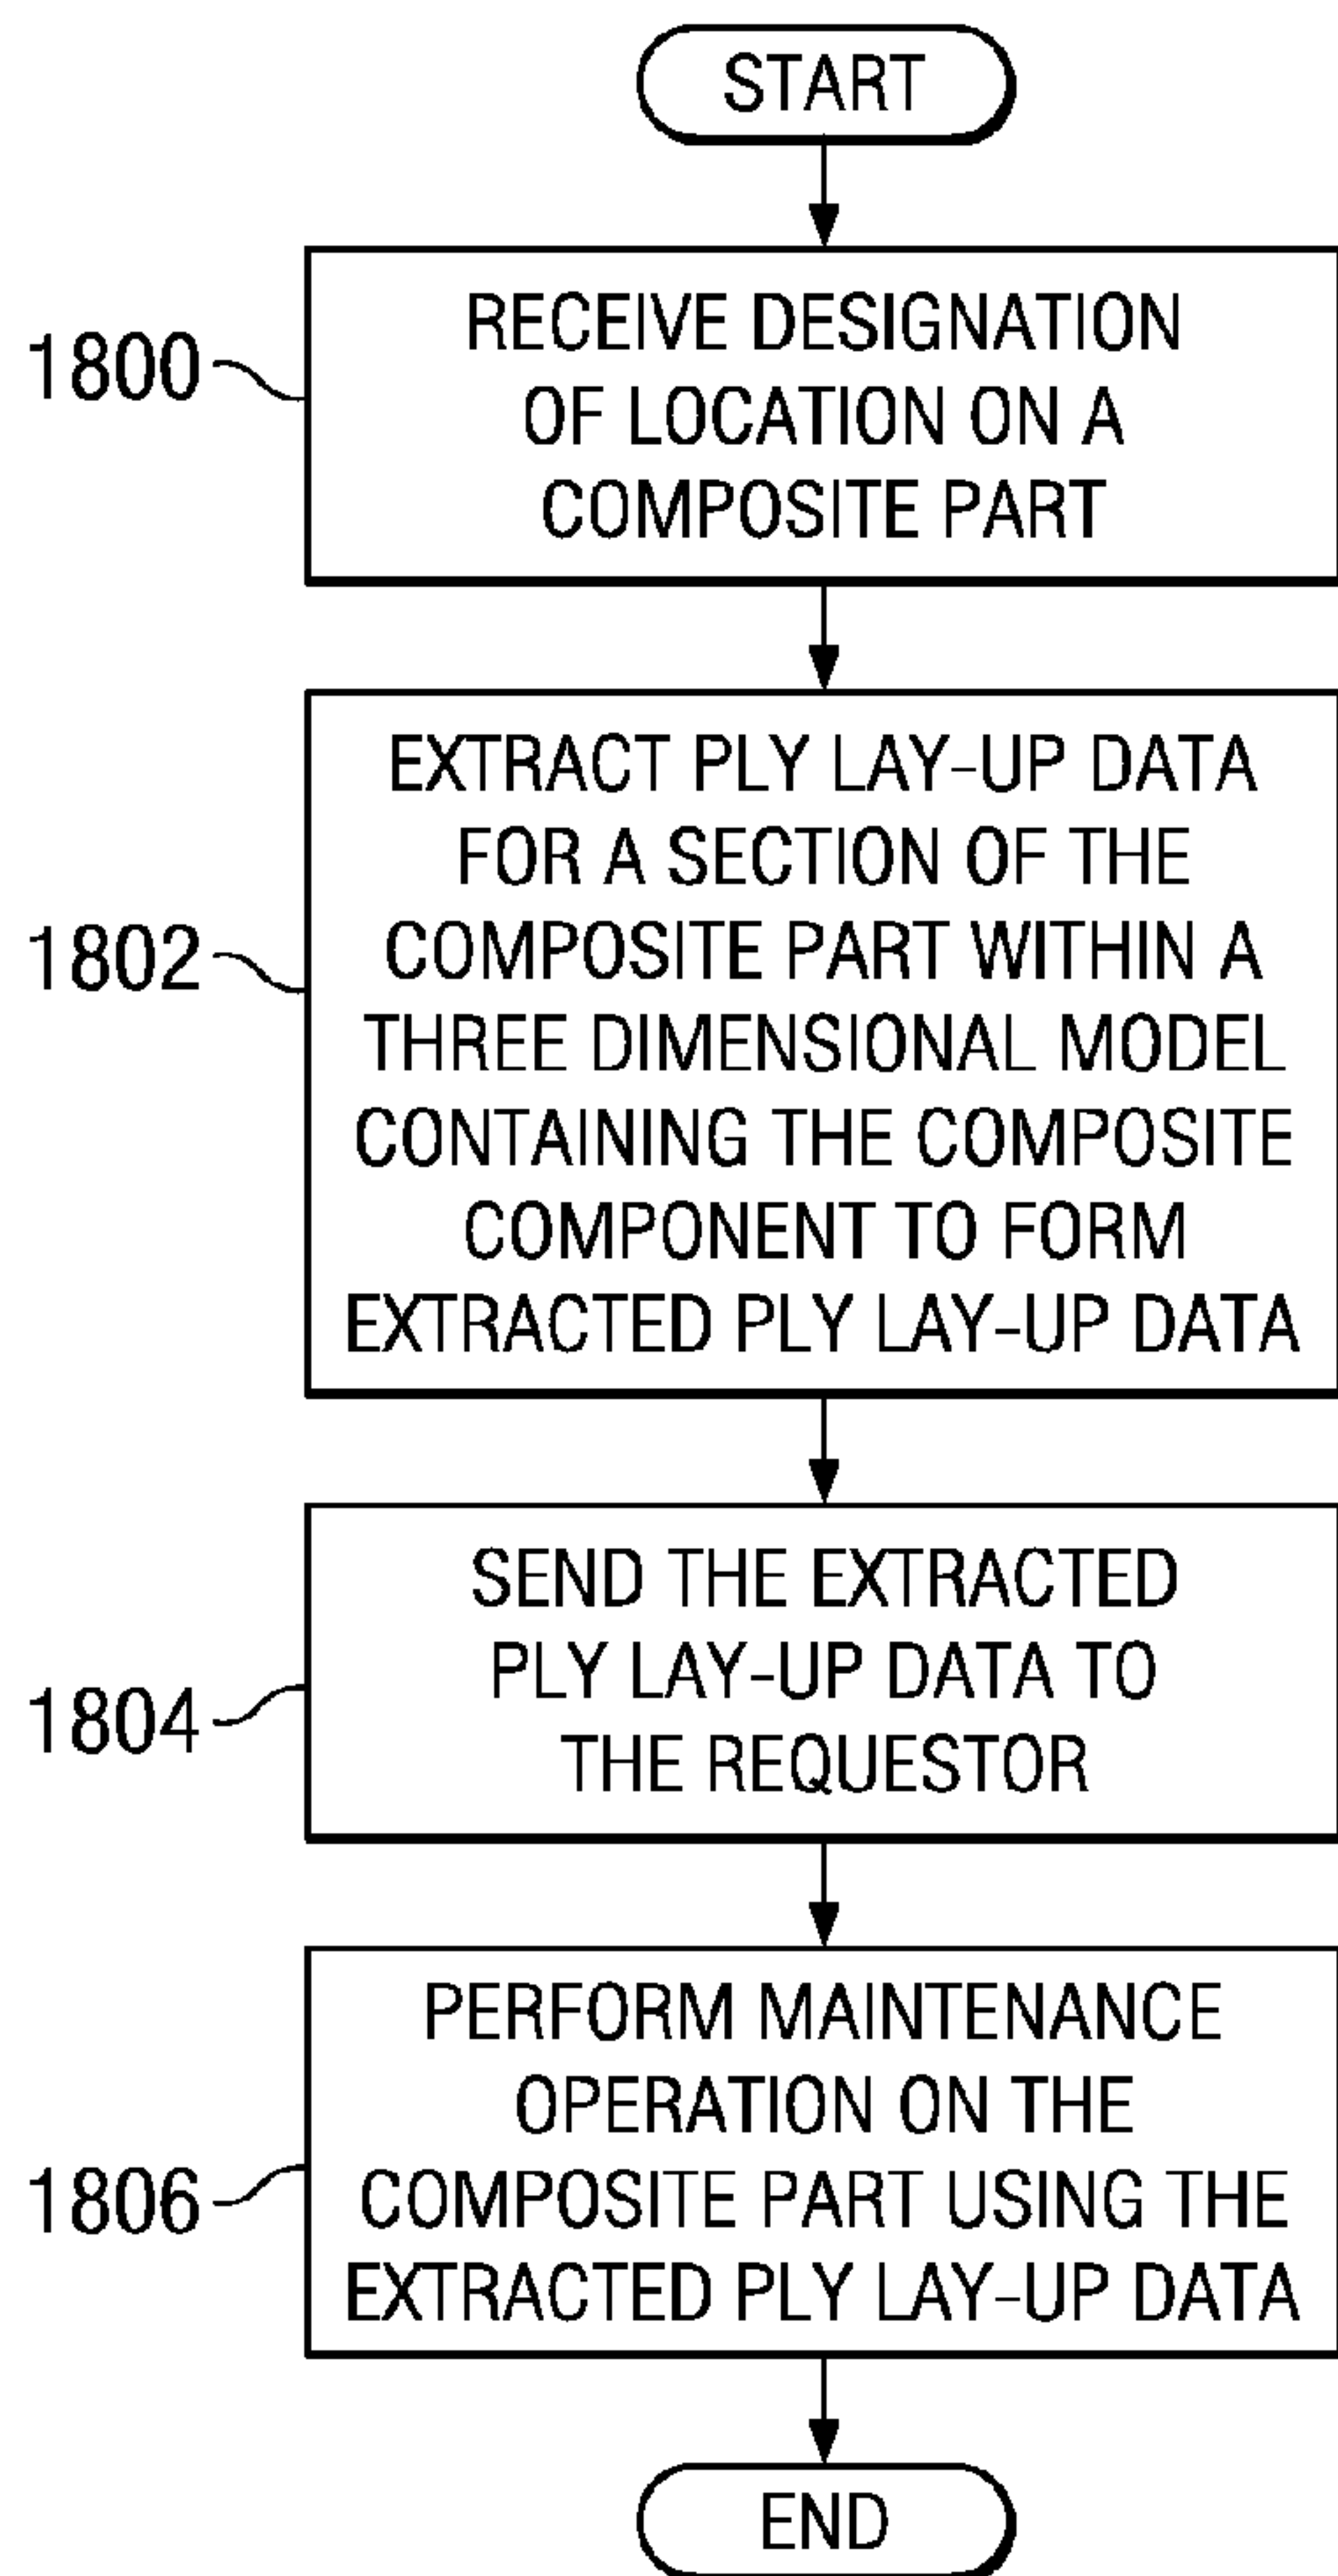 START
1800
RECEIVE DESIGNATION
OF LOCATION ON A
COMPOSITE PART
1802
EXTRACT PLY LAY-UP DATA
FOR A SECTION OF THE
COMPOSITE PART WITHIN A
THREE DIMENSIONAL MODEL
CONTAINING THE COMPOSITE
COMPONENT TO FORM
EXTRACTED PLY LAY-UP DATA
1804
SEND THE EXTRACTED
PLY LAY-UP DATA TO
THE REQUESTOR
1806
PERFORM MAINTENANCE
OPERATION ON THE
COMPOSITE PART USING THE
EXTRACTED PLY LAY-UP DATA
END